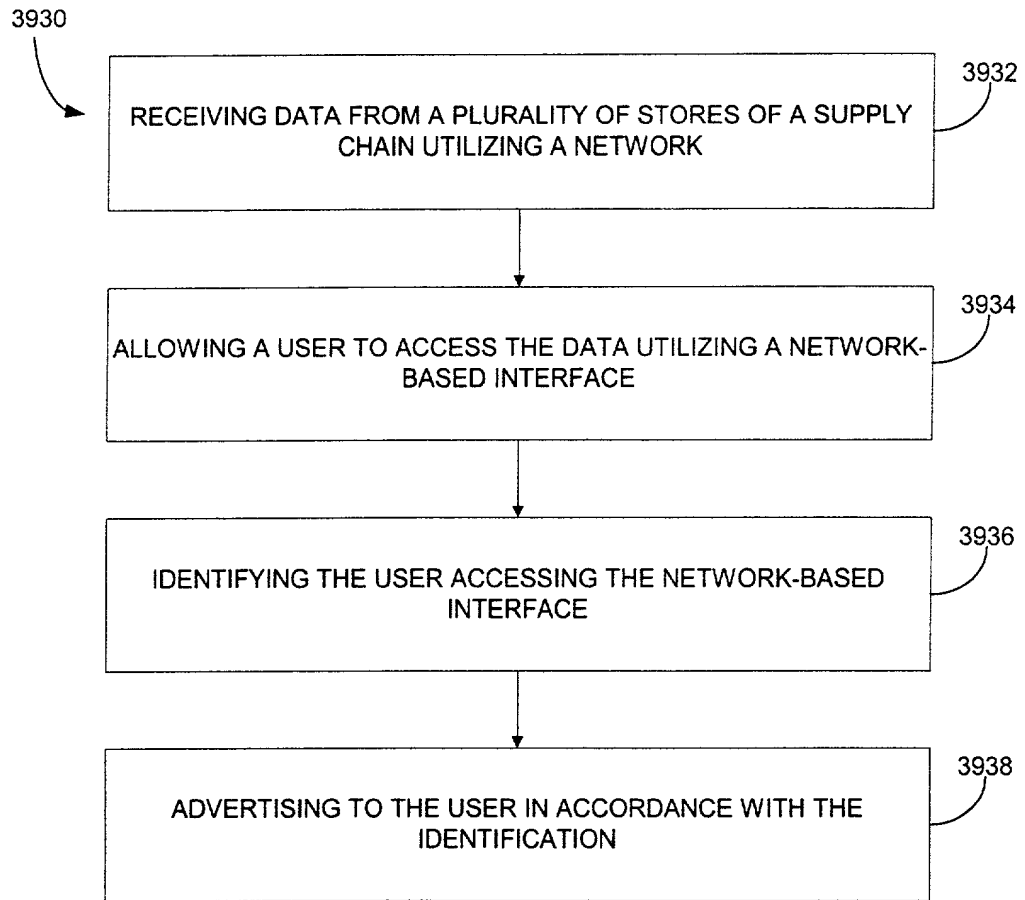 3930
3932
RECEIVING DATA FROM A PLURALITY OF STORES OF A SUPPLY
CHAIN UTILIZING A NETWORK
3934
ALLOWING A USER TO ACCESS THE DATA UTILIZING A NETWORK-
BASED INTERFACE
3936
IDENTIFYING THE USER ACCESSING THE NETWORK-BASED
INTERFACE
3938
ADVERTISING TO THE USER IN ACCORDANCE WITH THE
IDENTIFICATION